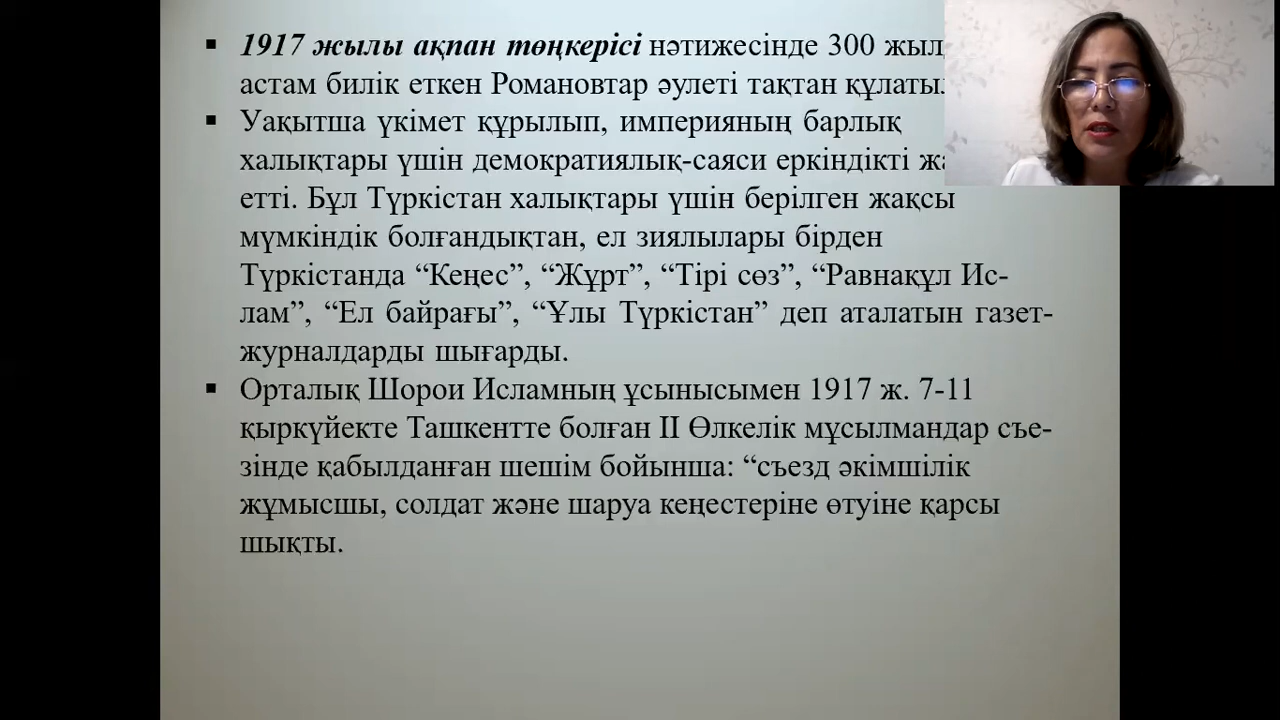 ▪ 1917 жылы ақпан төңкерісі нәтижесінде 300
астам билік еткен Романовтар әулеті тақтан
▪ Уақытша үкімет құрылып, империяның барлық
халықтары үшін демократиялық-саяси еркіндікті
етті. Бұл Түркістан халықтары үшін берілген жақсы
мүмкіндік болғандықтан, ел зиялылары бірден
Түркістанда “Кеңес”, “Жұрт”, “Тірі сөз”, “Равнақұл Ис-
лам”, “Ел байрағы”, “Ұлы Түркістан” деп аталатын газет-
журналдарды шығарды.
▪ Орталық Шорои Исламның ұсынысымен 1917 ж. 7-11
қыркүйекте Ташкентте болған II Өлкелік мұсылмандар съе-
зінде қабылданған шешім бойынша: “съезд әкімшілік
жұмысшы, солдат және шаруа кеңестеріне өтуіне қарсы
шықты.